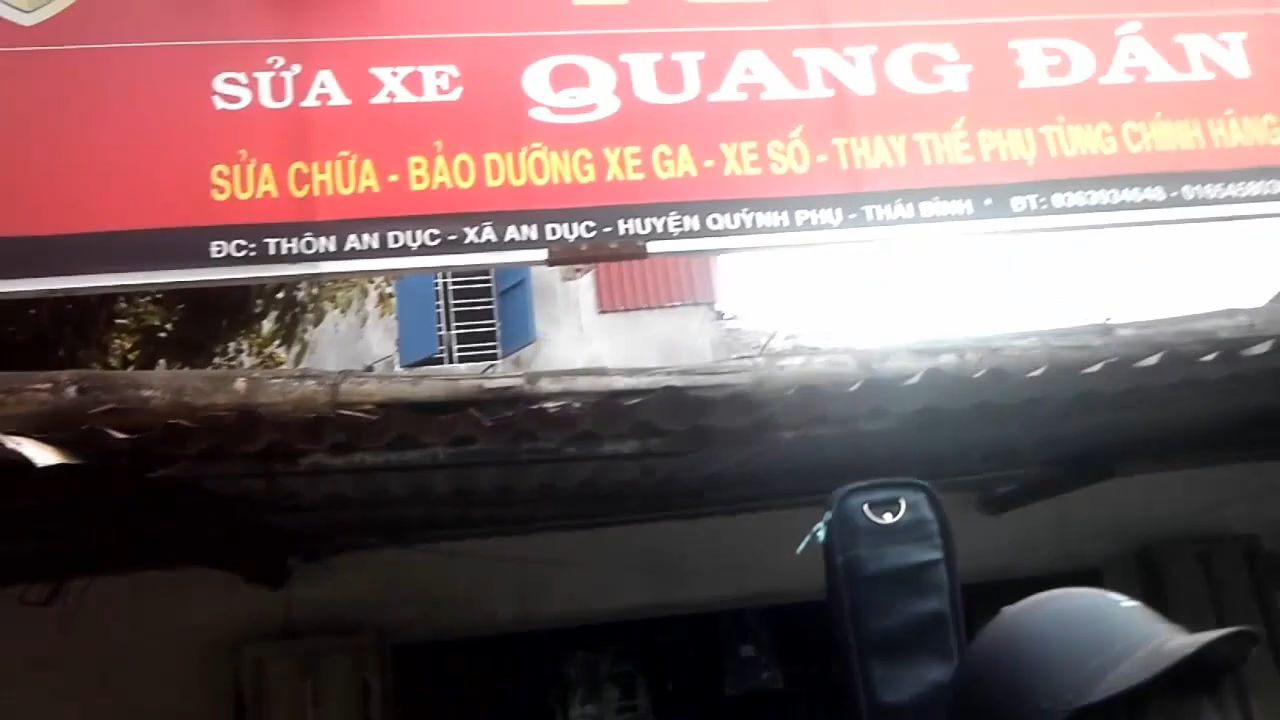 SỬA XE QUANG ĐÁN
SỬA CHỮA - BẢO DƯỠNG XE GA - XE SỐ - THAY THẾ PHỤ TÙNG CHÍNH HÃNG
ĐC: THÔN AN DỤC - XÃ AN DỤC - HUYỆN QUỲNH PHỤ - THÁI BÌNH * ĐT: